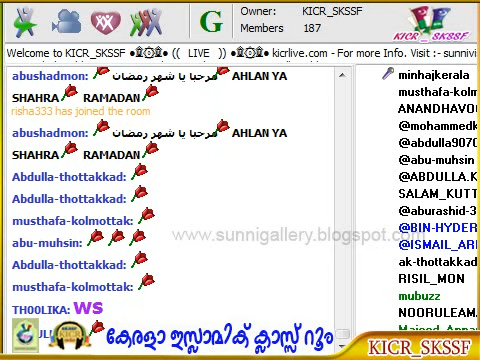 Owner: KICR_SKSSF
Members 187
KICR_SKSSF
Welcome to KICR_SKSSF (( LIVE )) kicrlive.com - For more Info. Visit :- sunnivi
abushadmon: مرحبا يا شهر رمضان AHLAN YA
SHAHRA RAMADAN
risha333 has joined the room
abushadmon: مرحبا يا شهر رمضان AHLAN YA
SHAHRA RAMADAN
Abdulla-thottakkad:
Abdulla-thottakkad:
musthafa-kolmottak:
abu-muhsin:
Abdulla-thottakkad:
musthafa-kolmottak:
TH00LIKA: WS
minhajkerala
musthafa-kolm
ANANDHAVO
@mohammedk
@abdulla9070
@abu-muhsin
@ABDULLA.K
SALAM_KUTT
@aburashid-3
@BIN-HYDER
@ISMAIL_ARI
ak-thottakkad
RISIL_MON
mubuzz
NOORULEAM
www.sunnigallery.blogspot.com
കേരളാ ഇസ്ലാമിക് ക്ലാസ്സ് റൂം
KICR_SKSSF